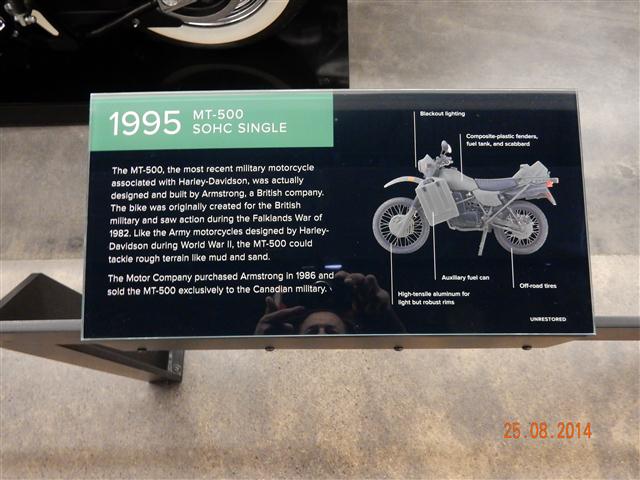 1995 MT-500
SOHC SINGLE
The MT-500, the most recent military motorcycle
associated with Harley-Davidson, was actually
designed and built by Armstrong, a British company.
The bike was originally created for the British
military and saw action during the Falklands War of
1982. Like the Army motorcycles designed by Harley-
Davidson during World War II, the MT-500 could
tackle rough terrain like mud and sand.
The Motor Company purchased Armstrong in 1986 and
sold the MT-500 exclusively to the Canadian military.
Blackout lighting
Composite-plastic fenders,
fuel tank, and scabbard
Auxiliary fuel can
High-tensile aluminum for
light but robust rims
Off-road tires
UNRESTORED
25.08.2014